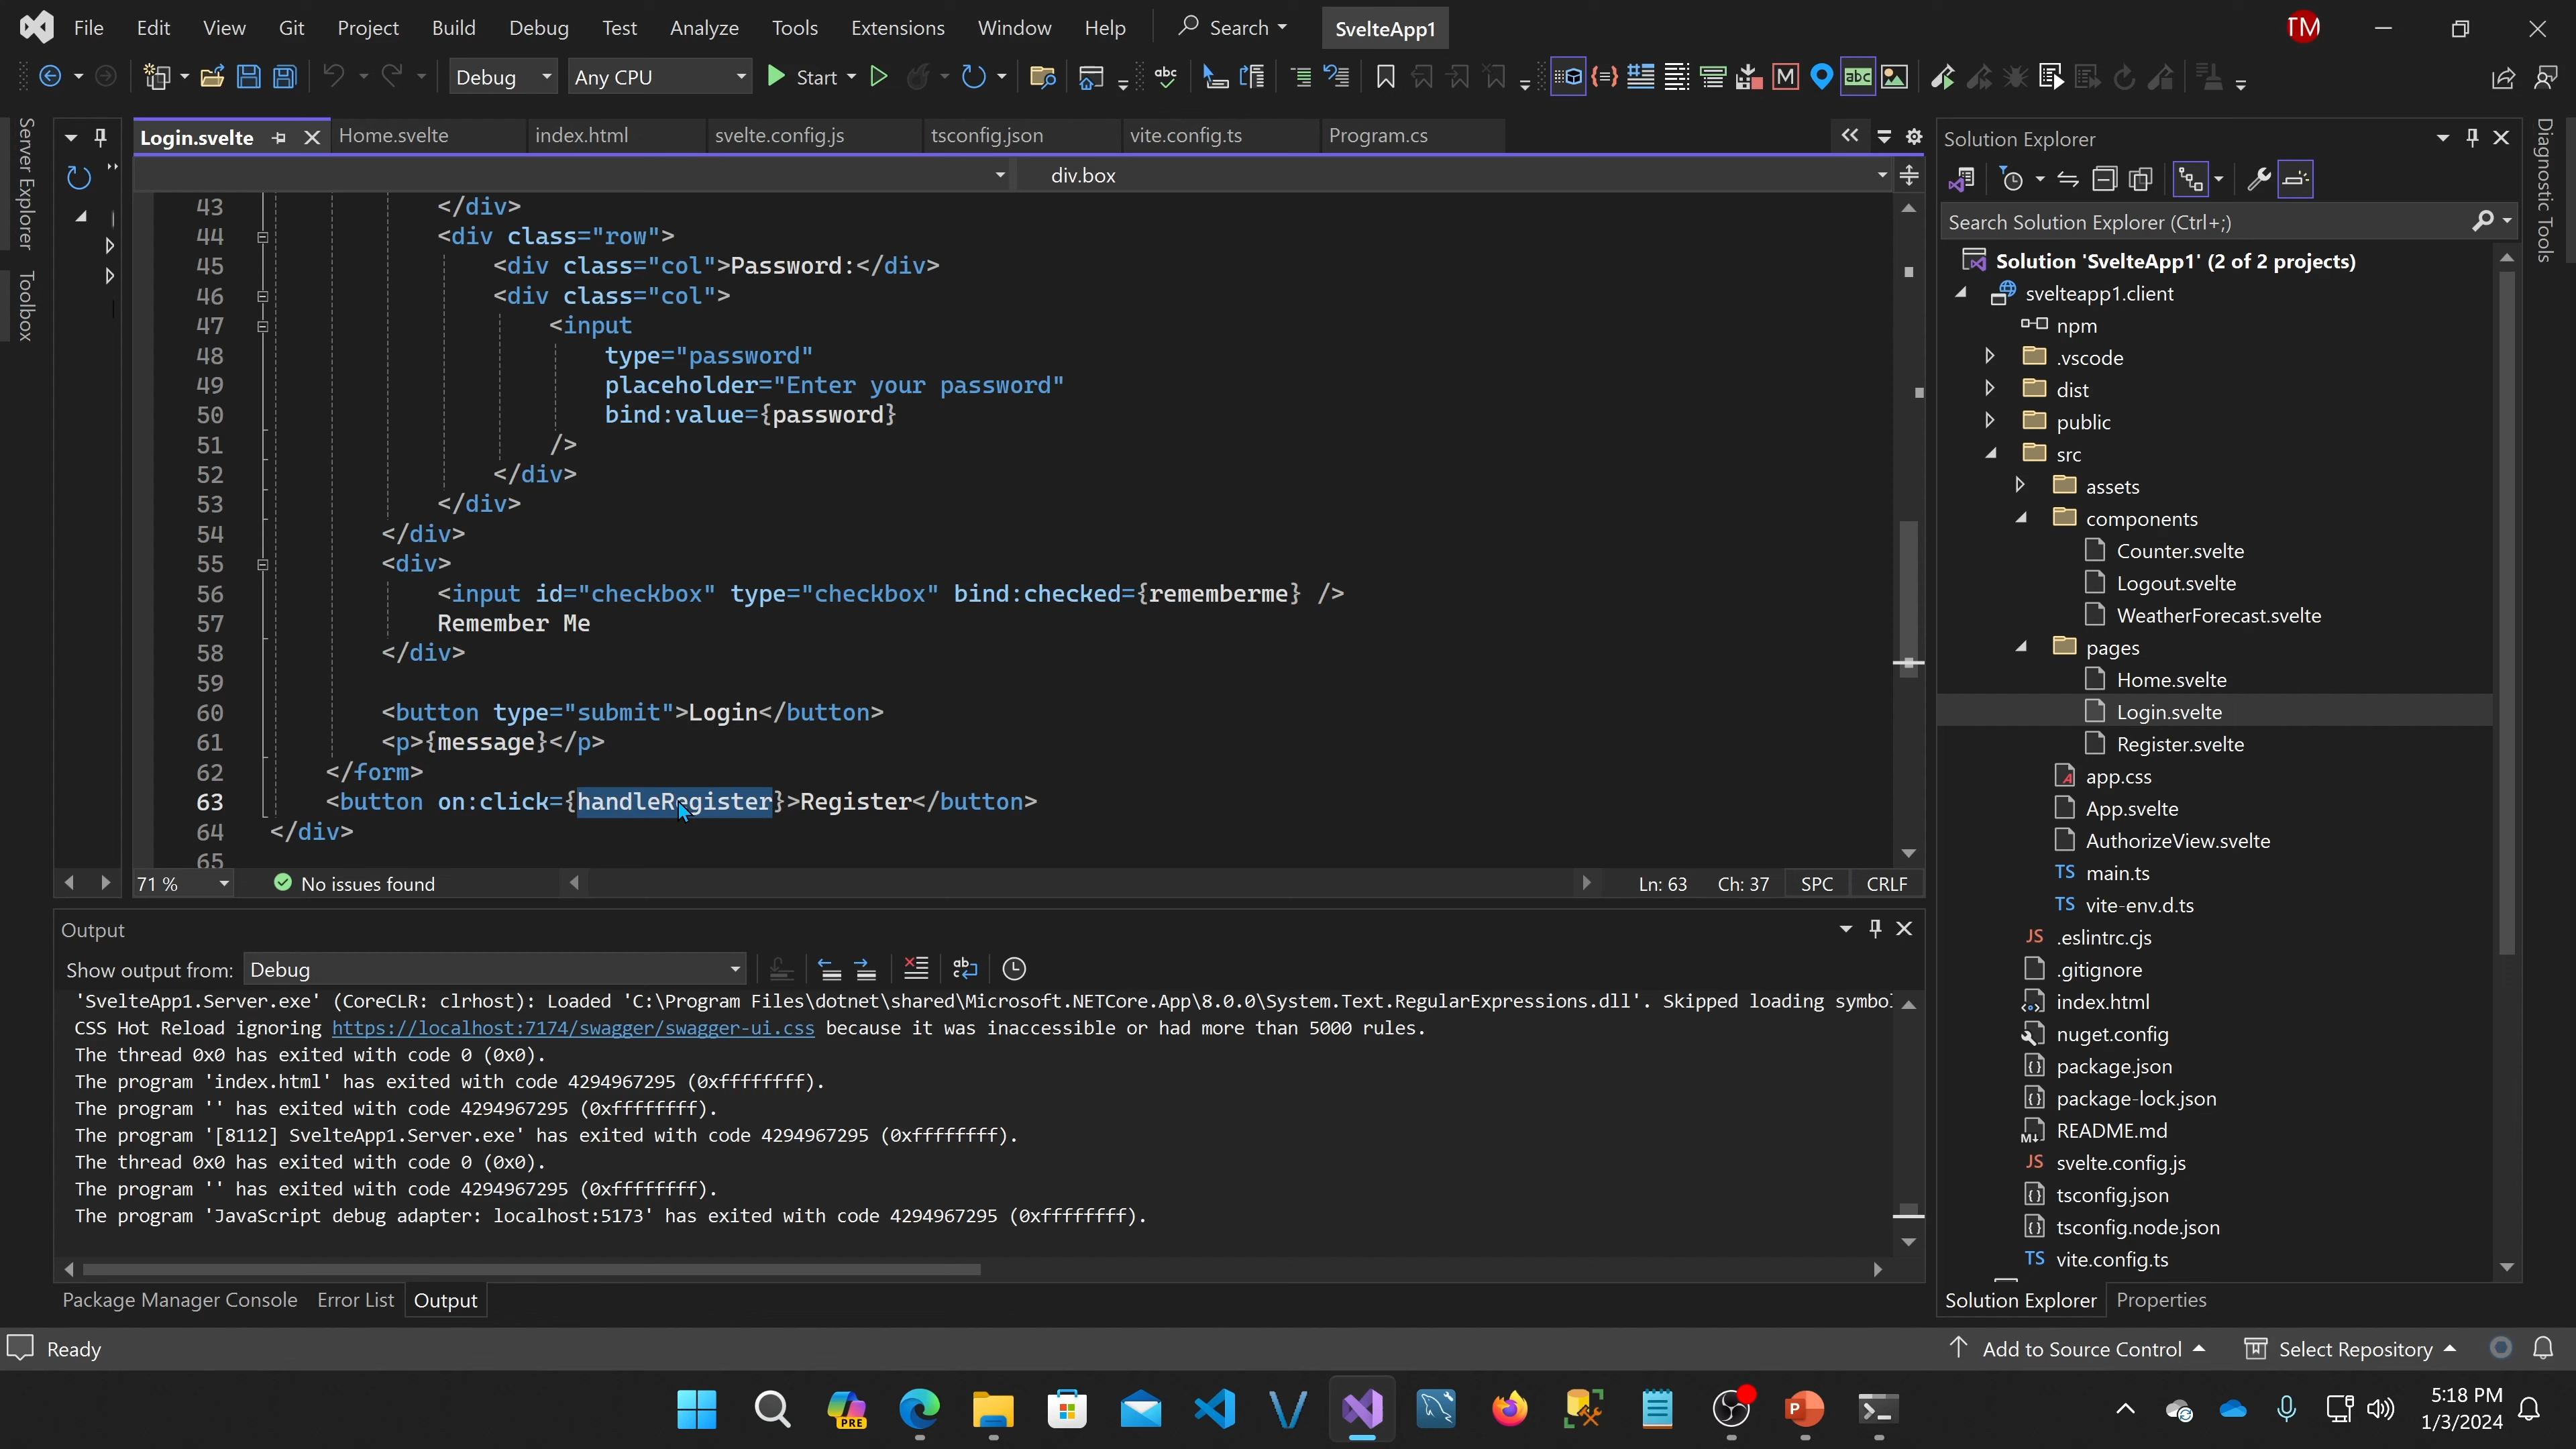 File Edit View Git Project Build Debug Test Analyze Tools Extensions Window Help Search SvelteApp1 TM
Debug Any CPU Start
Login.svelte Home.svelte index.html svelte.config.js tsconfig.json vite.config.ts Program.cs
div.box
43 </div>
44 <div class="row">
45 <div class="col">Password:</div>
46 <div class="col">
47 <input
48 type="password"
49 placeholder="Enter your password"
50 bind:value={password}
51 />
52 </div>
53 </div>
54 </div>
55 <div>
56 <input id="checkbox" type="checkbox" bind:checked={rememberme} />
57 Remember Me
58 </div>
59
60 <button type="submit">Login</button>
61 <p>{message}</p>
62 </form>
63 <button on:click={handleRegister}>Register</button>
64 </div>
65
71 % No issues found Ln: 63 Ch: 37 SPC CRLF
Server Explorer
Toolbox
Output
Show output from: Debug
'SvelteApp1.Server.exe' (CoreCLR: clrhost): Loaded 'C:\Program Files\dotnet\shared\Microsoft.NETCore.App\8.0.0\System.Text.RegularExpressions.dll'. Skipped loading symbo
CSS Hot Reload ignoring https://localhost:7174/swagger/swagger-ui.css because it was inaccessible or had more than 5000 rules.
The thread 0x0 has exited with code 0 (0x0).
The program 'index.html' has exited with code 4294967295 (0xffffffff).
The program '' has exited with code 4294967295 (0xffffffff).
The program '[8112] SvelteApp1.Server.exe' has exited with code 4294967295 (0xffffffff).
The thread 0x0 has exited with code 0 (0x0).
The program '' has exited with code 4294967295 (0xffffffff).
The program 'JavaScript debug adapter: localhost:5173' has exited with code 4294967295 (0xffffffff).
Package Manager Console Error List Output
Solution Explorer
Search Solution Explorer (Ctrl+;)
Solution 'SvelteApp1' (2 of 2 projects)
svelteapp1.client
npm
.vscode
dist
public
src
assets
components
Counter.svelte
Logout.svelte
WeatherForecast.svelte
pages
Home.svelte
Login.svelte
Register.svelte
app.css
App.svelte
AuthorizeView.svelte
TS main.ts
TS vite-env.d.ts
JS .eslintrc.cjs
.gitignore
index.html
nuget.config
package.json
package-lock.json
README.md
JS svelte.config.js
tsconfig.json
tsconfig.node.json
TS vite.config.ts
Solution Explorer Properties
Diagnostic Tools
Ready Add to Source Control Select Repository
PRE
5:18 PM
1/3/2024